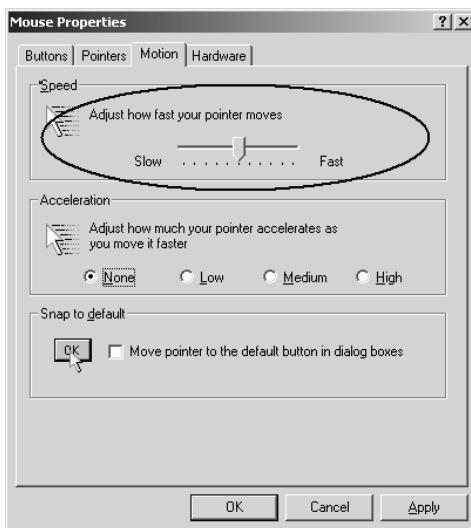 Mouse Properties
Buttons Pointers Motion Hardware
Speed
Adjust how fast your pointer moves
Slow Fast
Acceleration
Adjust how much your pointer accelerates as
you move it faster
None Low Medium High
Snap to default
OK Move pointer to the default button in dialog boxes
OK Cancel Apply